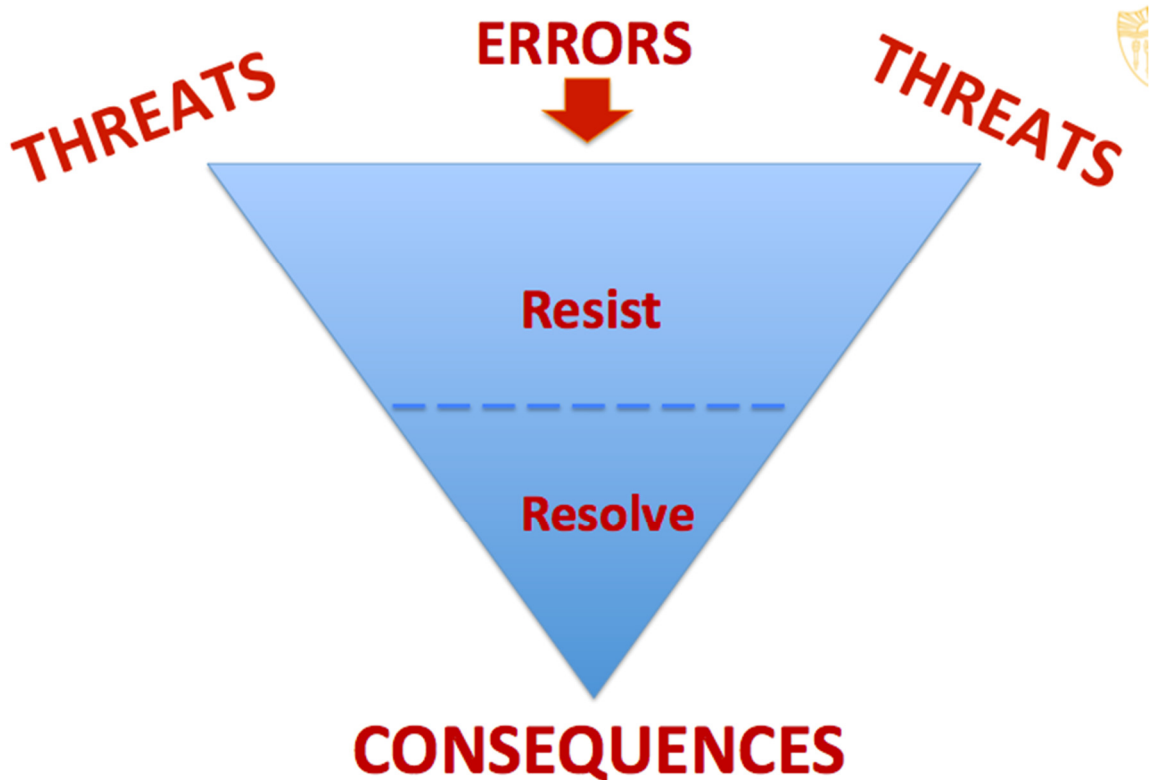 ERRORS
THREATS
THREATS
Resist
Resolve
CONSEQUENCES